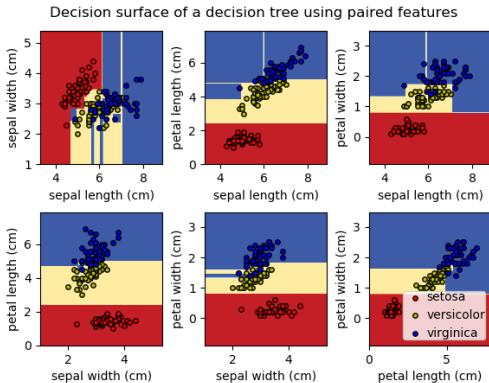 Decision surface of a decision tree using paired features
sepal width (cm)
5
4
3
2
1
4
6
8
sepal length (cm)
petal length (cm)
6
4
2
0
4
6
8
sepal length (cm)
petal width (cm)
3
2
1
0
4
6
8
sepal length (cm)
petal length (cm)
6
4
2
0
2
4
sepal width (cm)
petal width (cm)
3
2
1
0
2
4
sepal width (cm)
petal width (cm)
3
2
1
0
0
5
petal length (cm)
setosa
versicolor
virginica